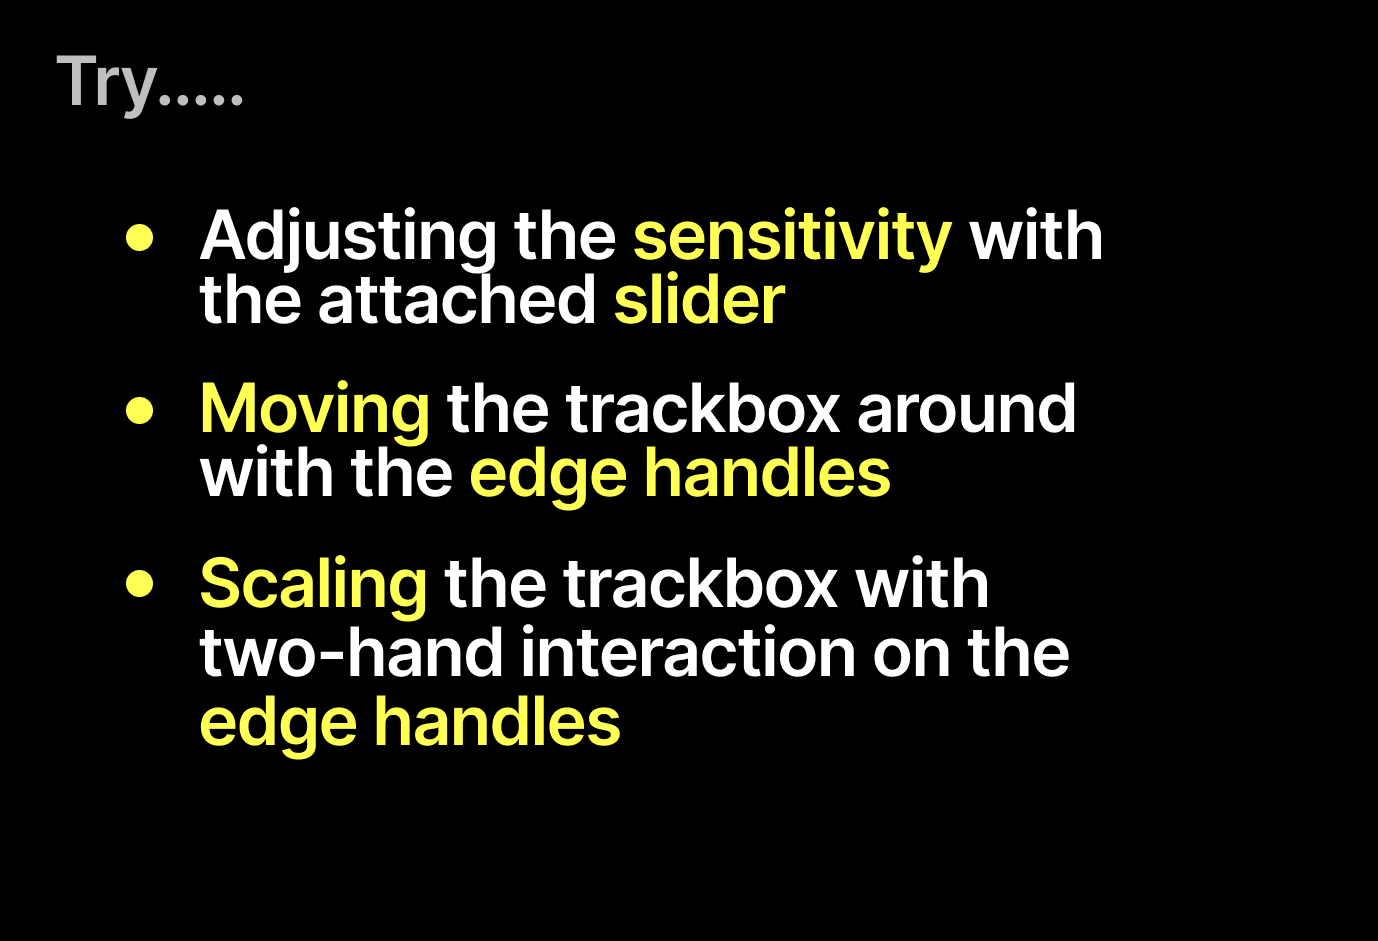 Try.....
• Adjusting the sensitivity with
the attached slider
• Moving the trackbox around
with the edge handles
• Scaling the trackbox with
two-hand interaction on the
edge handles